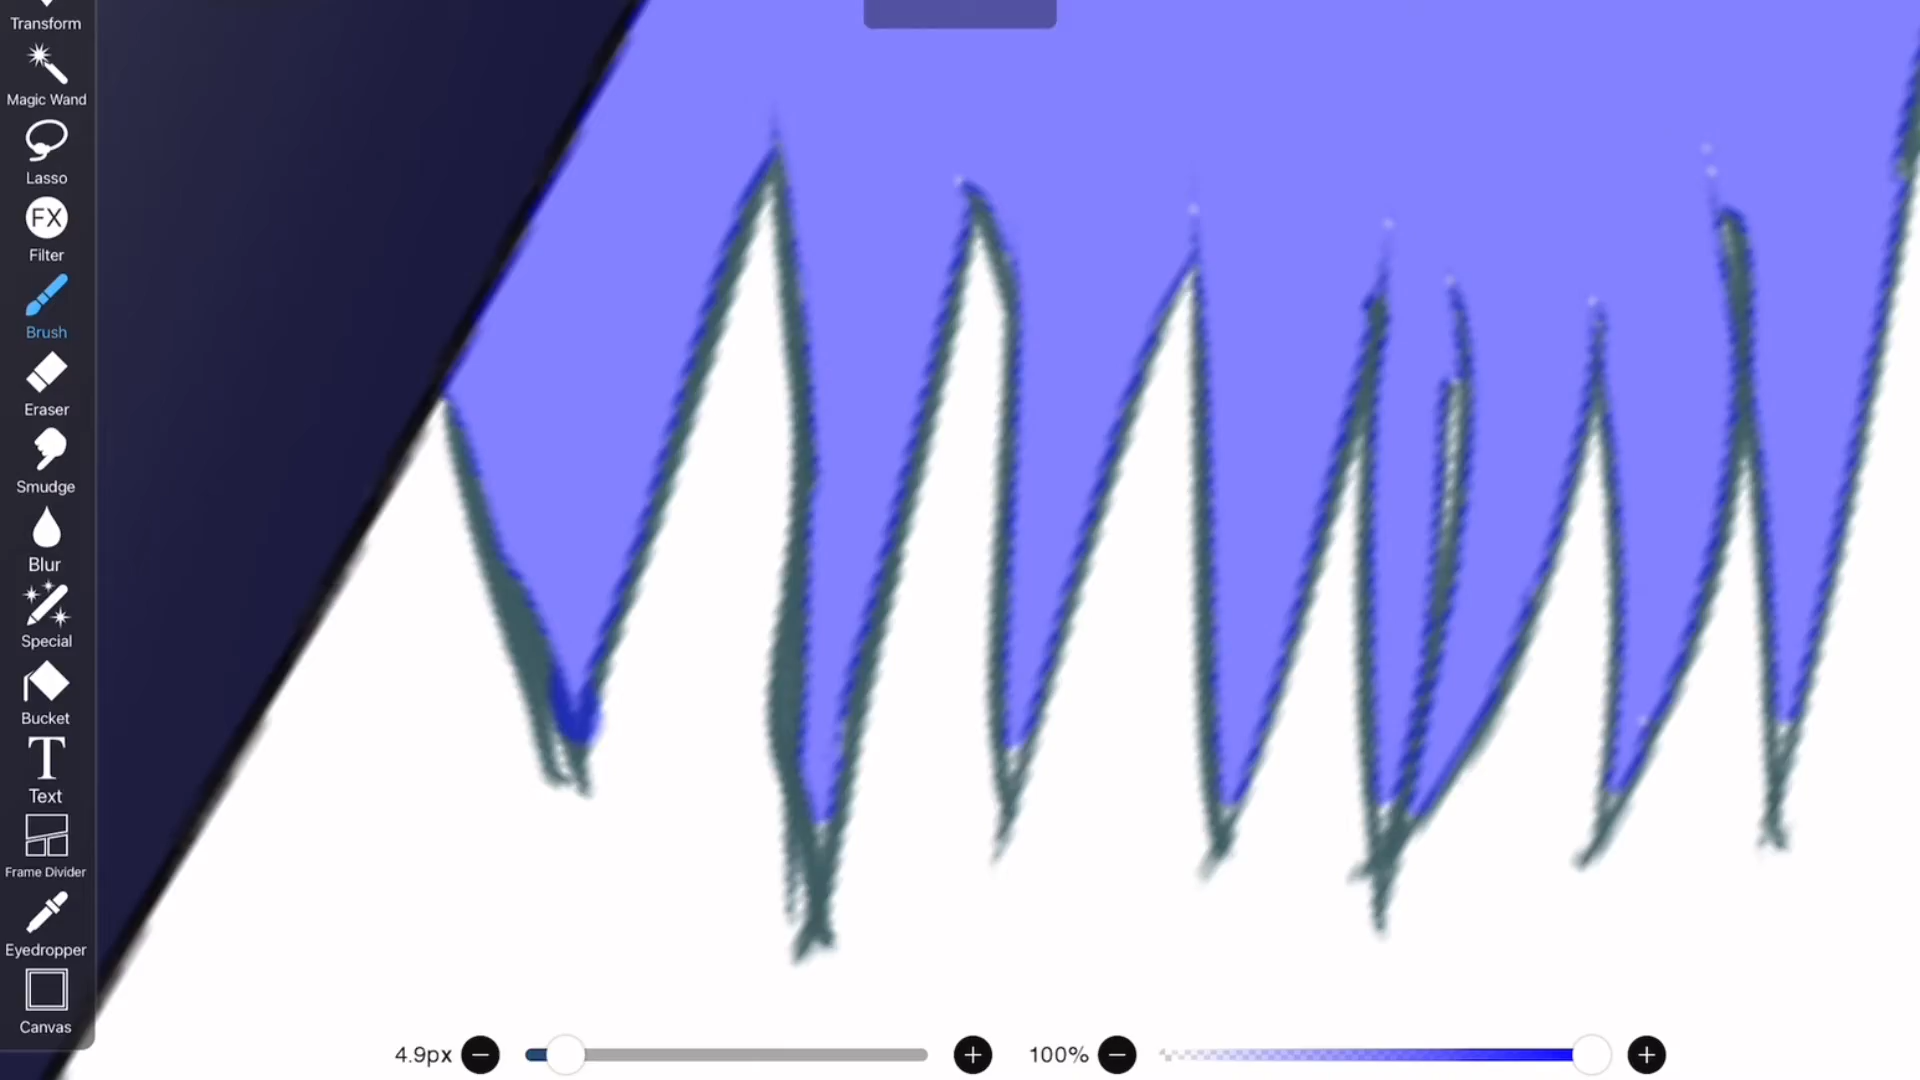 Transform
Magic Wand
Lasso
FX
Filter
Brush
Eraser
Smudge
Blur
Special
Bucket
T
Text
Frame Divider
Eyedropper
Canvas
4.9px
100%